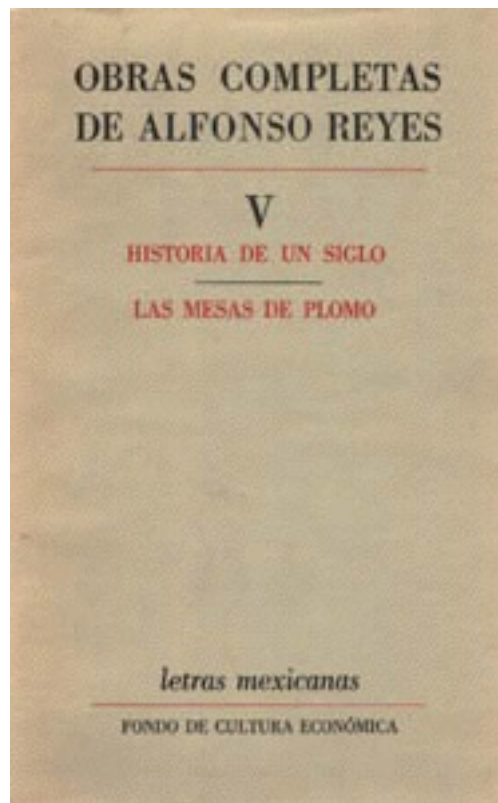 OBRAS COMPLETAS
DE ALFONSO REYES
V
HISTORIA DE UN SIGLO
LAS MESAS DE PLOMO
letras mexicanas
FONDO DE CULTURA ECONÓMICA